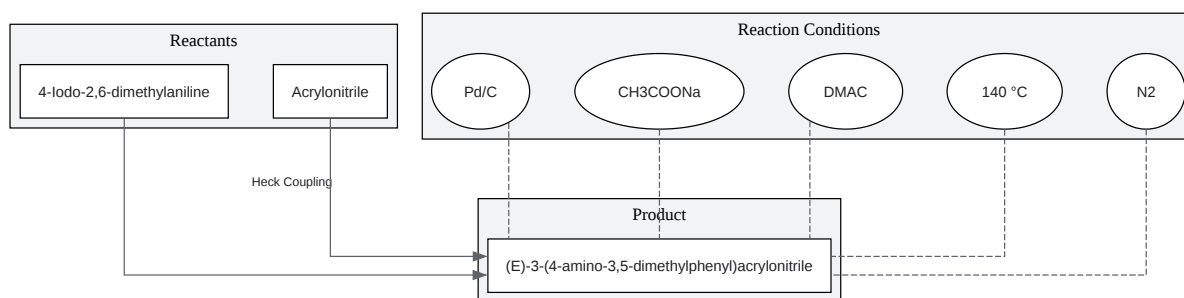 Reactants
4-Iodo-2,6-dimethylaniline
Acrylonitrile
Reaction Conditions
Pd/C
CH3COONa
DMAC
140 °C
N2
Heck Coupling
Product
(E)-3-(4-amino-3,5-dimethylphenyl)acrylonitrile